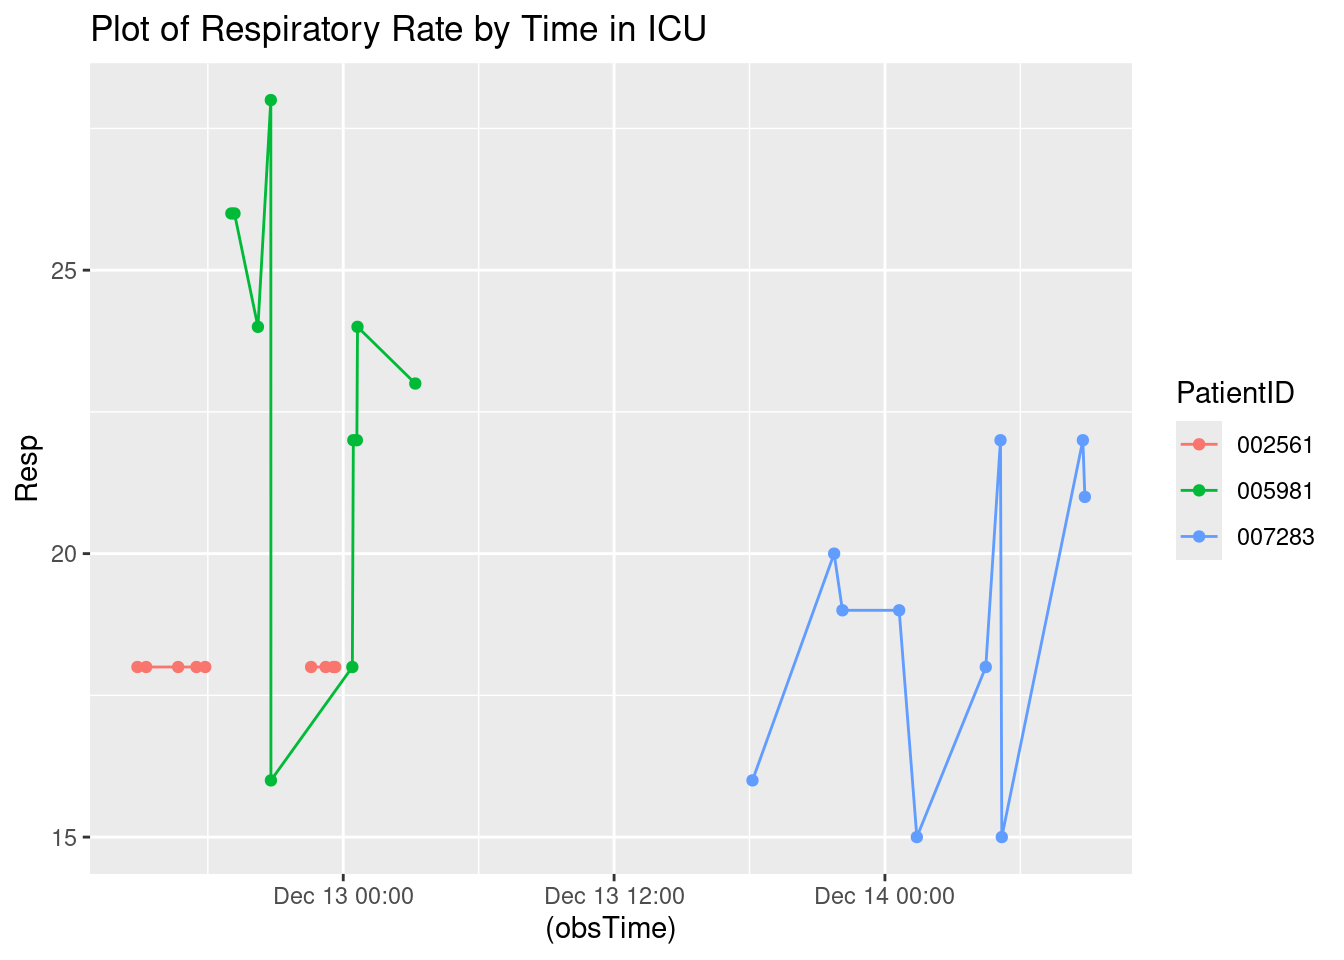 Plot of Respiratory Rate by Time in ICU
25
20
15
Resp
Dec 13 00:00
Dec 13 12:00
Dec 14 00:00
(obsTime)
PatientID
002561
005981
007283